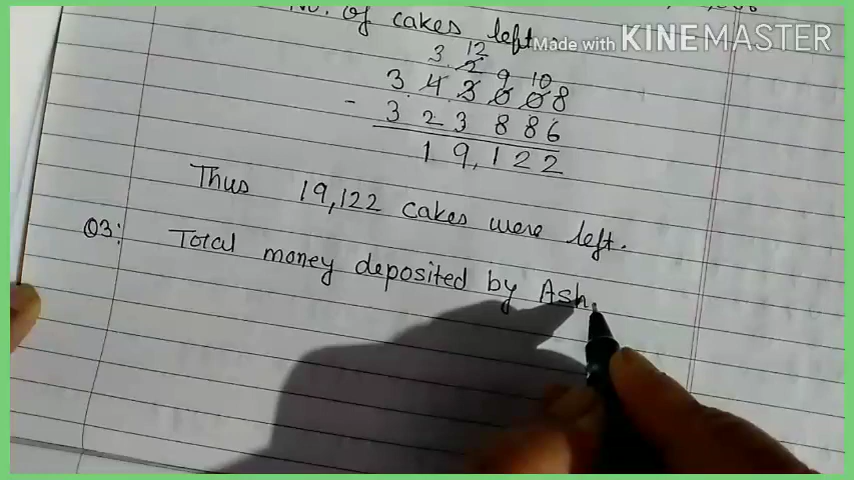 No. of cakes left.
Made with KINEMASTER
3 12
2 9 10
3 4 3 0 0 8
- 3 2 3 8 8 6
1 9, 1 2 2
Thus 19,122 cakes were left.
Q3: Total money deposited by Ash